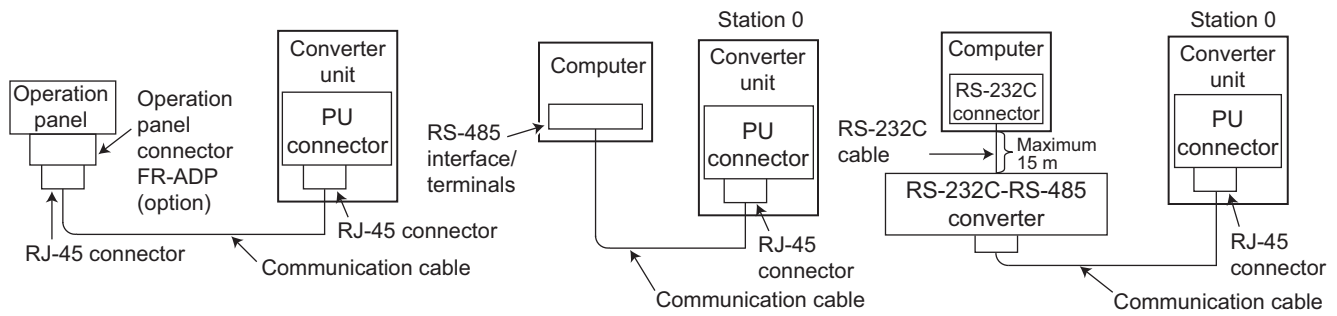 Operation
panel
Operation
panel
connector
FR-ADP
(option)
Converter
unit
PU
connector
RJ-45 connector
RJ-45 connector
Communication cable
Station 0
Computer
RS-485
interface/
terminals
Converter
unit
PU
connector
RJ-45
connector
Communication cable
Station 0
Computer
RS-232C
connector
RS-232C
cable
Maximum
15 m
RS-232C-RS-485
converter
Converter
unit
PU
connector
RJ-45
connector
Communication cable